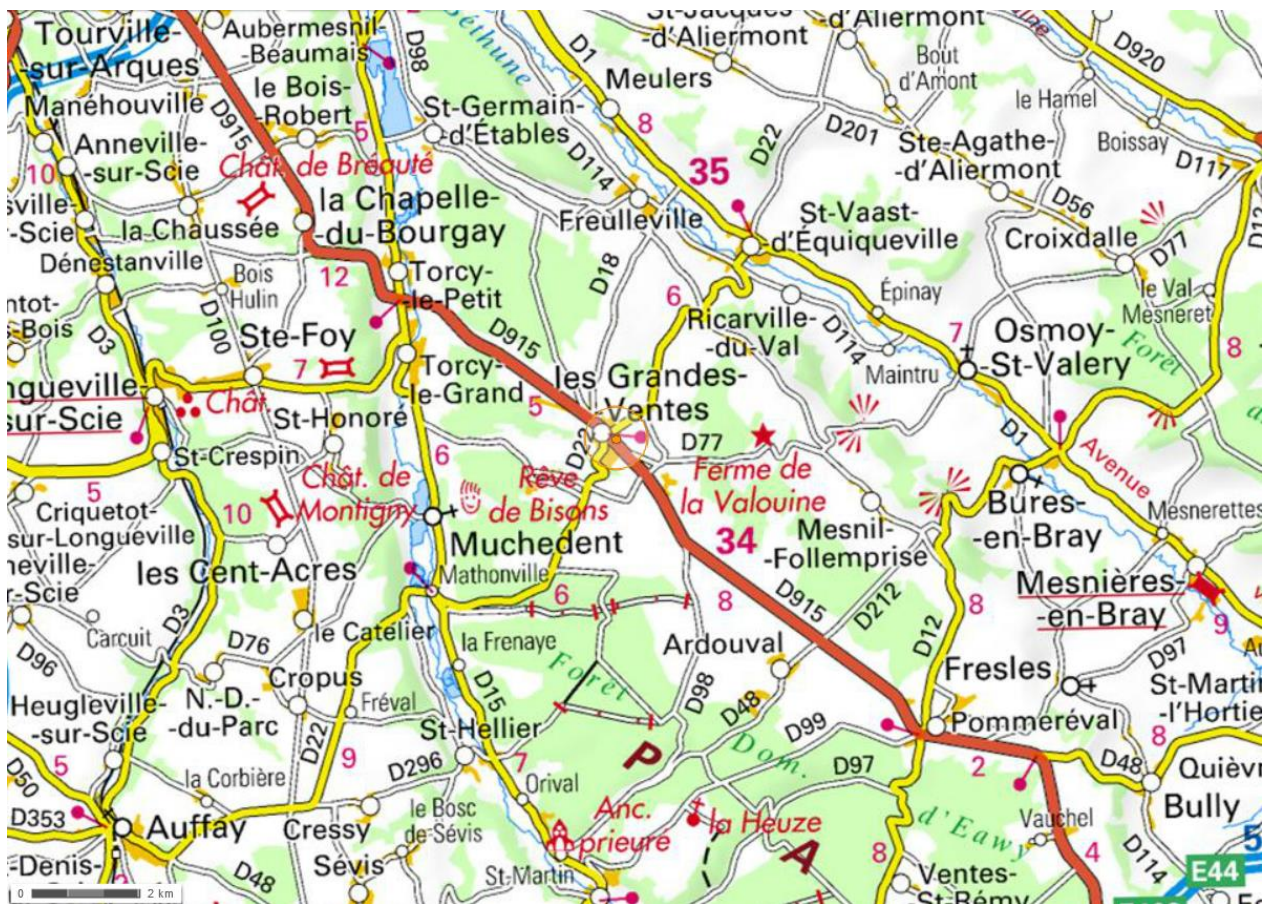 Tourville-
-sur-Arques
Aubermesnil-
-Beaumais
D98
Béthune
D1
St-Jacques-
-d'Aliermont
-d'Aliermont
Bout
d'Amont
D920
Manéhouville
D915
le Bois-
-Robert
5
St-Germain-
-d'Étables
Meulers
8
D22
D201
le Hamel
Boissay
D117
Anneville-
-sur-Scie
10
Chât. de Bréauté
D114
35
Ste-Agathe-
-d'Aliermont
D56
la Chaussée
la Chapelle-
-du-Bourgay
Freulleville
St-Vaast-
-d'Équiqueville
Croixdalle
D77
D12
Dénestanville
Bois
Hulin
12
Torcy-
-le-Petit
D18
6
Épinay
le Val
Mesneret
D3
D100
Ste-Foy
7
D915
Ricarville-
-du-Val
D114
Maintru
7
Osmoy-
-St-Valery
Forêt
8
ngueville-
sur-Scie
Chât.
Torcy-
-le-Grand
les Grandes-
-Ventes
5
St-Honoré
St-Crespin
D77
D1
Avenue
5
Criquetot-
-sur-Longueville
10
Chât. de
Montigny
6
Rêve
de Bisons
Ferme de
la Valouine
Mesnil-
-Follemprise
Bures-
-en-Bray
Mesnerettes
les Cent-Acres
Muchedent
Mathonville
6
34
8
D915
D212
D12
8
Mesnières-
-en-Bray
9
Carcuit
D3
D76
le Catelier
la Frenaye
Forêt
Ardouval
D98
D48
Fresles
D97
St-Martin
-l'Hortie
D96
N.-D.-
-du-Parc
Cropus
Fréval
D15
Heugleville-
-sur-Scie
D22
9
St-Hellier
D99
Dom.
Pomméréval
8
D50
5
la Corbière
D296
7
Orival
P
D97
2
D48
Quièvr
Bully
D353
Auffay
Cressy
le Bosc
de-Sévis
Anc.
prieuré
la Heuze
A
d'Eawy
Vauchel
4
D114
-Denis-
D48
Sévis
St-Martin
8
Ventes-
-St-Rémy
E44
0
2 km